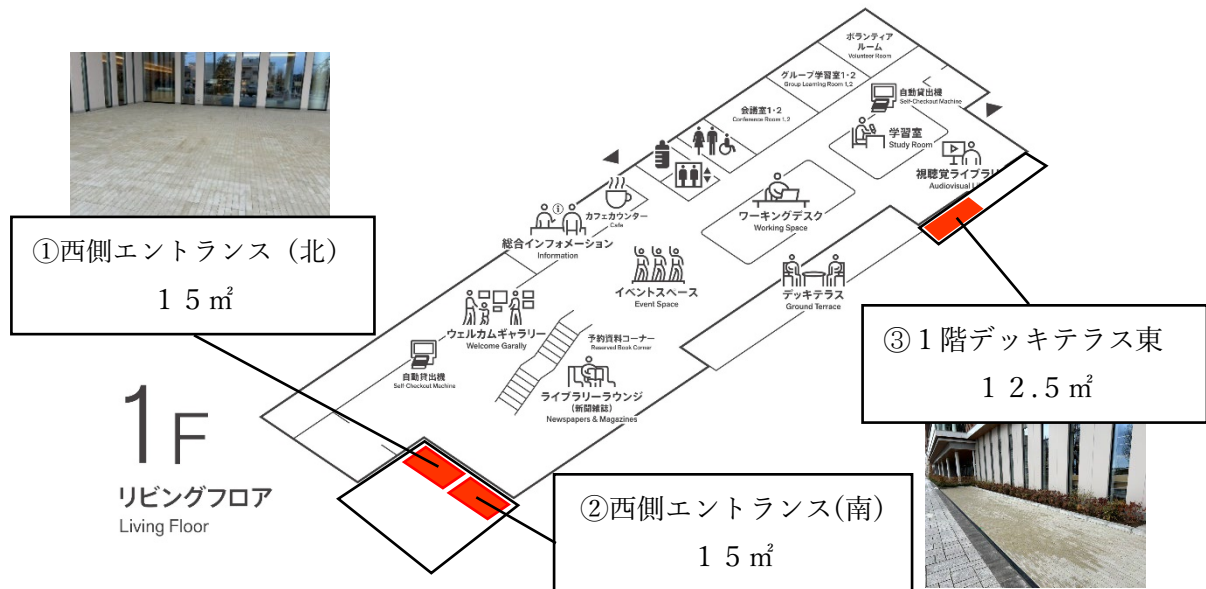 ボランティア
ルーム
Volunteer Room
グループ学習室1・2
Group Learning Room 1,2
会議室1・2
Conference Room 1,2
自動貸出機
Self-Checkout Machine
学習室
Study Room
視聴覚ライブラリ
Audiovisual Li
ワーキングデスク
Working Space
カフェカウンター
Cafe
総合インフォメーション
Information
イベントスペース
Event Space
デッキテラス
Ground Terrace
ウェルカムギャラリー
Welcome Garally
予約資料コーナー
Reserved Book Corner
自動貸出機
Self-Checkout Machine
ライブラリーラウンジ
(新聞雑誌)
Newspapers & Magazines
①西側エントランス（北）
１５㎡
③１階デッキテラス東
１２.５㎡
②西側エントランス(南)
１５㎡
1F
リビングフロア
Living Floor